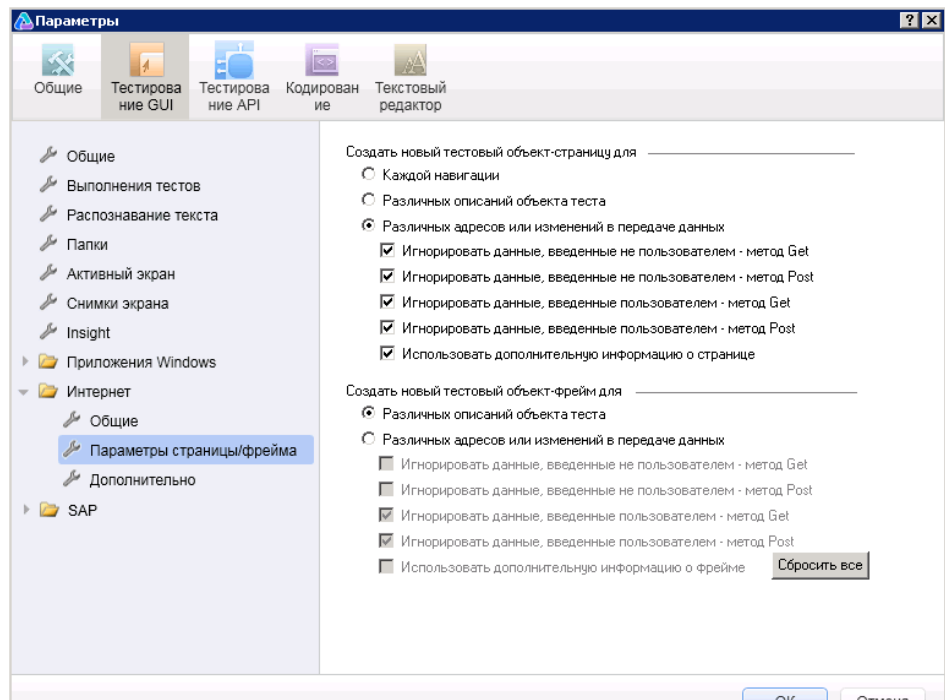 Параметры
Общие
Тестирова
ние GUI
Тестирова
ние API
Кодирован
ие
Текстовый
редактор
Общие
Выполнения тестов
Распознавание текста
Папки
Активный экран
Снимки экрана
Insight
Приложения Windows
Интернет
Общие
Параметры страницы/фрейма
Дополнительно
SAP
Создать новый тестовый объект-страницу для
Каждой навигации
Различных описаний объекта теста
Различных адресов или изменений в передаче данных
Игнорировать данные, введенные не пользователем - метод Get
Игнорировать данные, введенные не пользователем - метод Post
Игнорировать данные, введенные пользователем - метод Get
Игнорировать данные, введенные пользователем - метод Post
Использовать дополнительную информацию о странице
Создать новый тестовый объект-фрейм для
Различных описаний объекта теста
Различных адресов или изменений в передаче данных
Игнорировать данные, введенные не пользователем - метод Get
Игнорировать данные, введенные не пользователем - метод Post
Игнорировать данные, введенные пользователем - метод Get
Игнорировать данные, введенные пользователем - метод Post
Использовать дополнительную информацию о фрейме
Сбросить все
ОК
Отмена